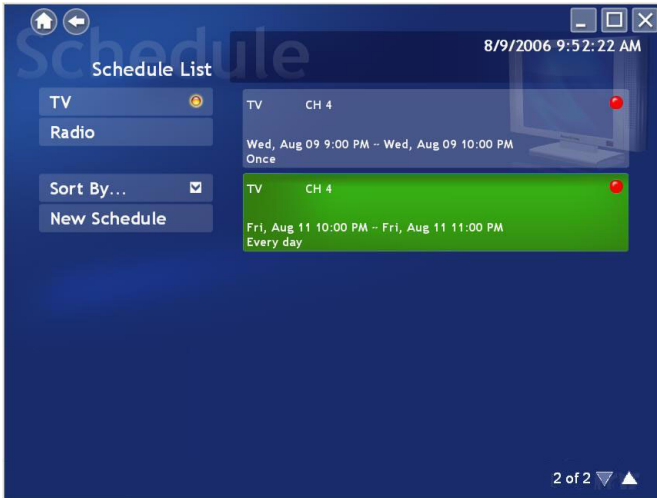 Schedule
8/9/2006 9:52:22 AM
Schedule List
TV
Radio
Sort By...
New Schedule
TV CH 4
Wed, Aug 09 9:00 PM -- Wed, Aug 09 10:00 PM
Once
TV CH 4
Fri, Aug 11 10:00 PM -- Fri, Aug 11 11:00 PM
Every day
2 of 2